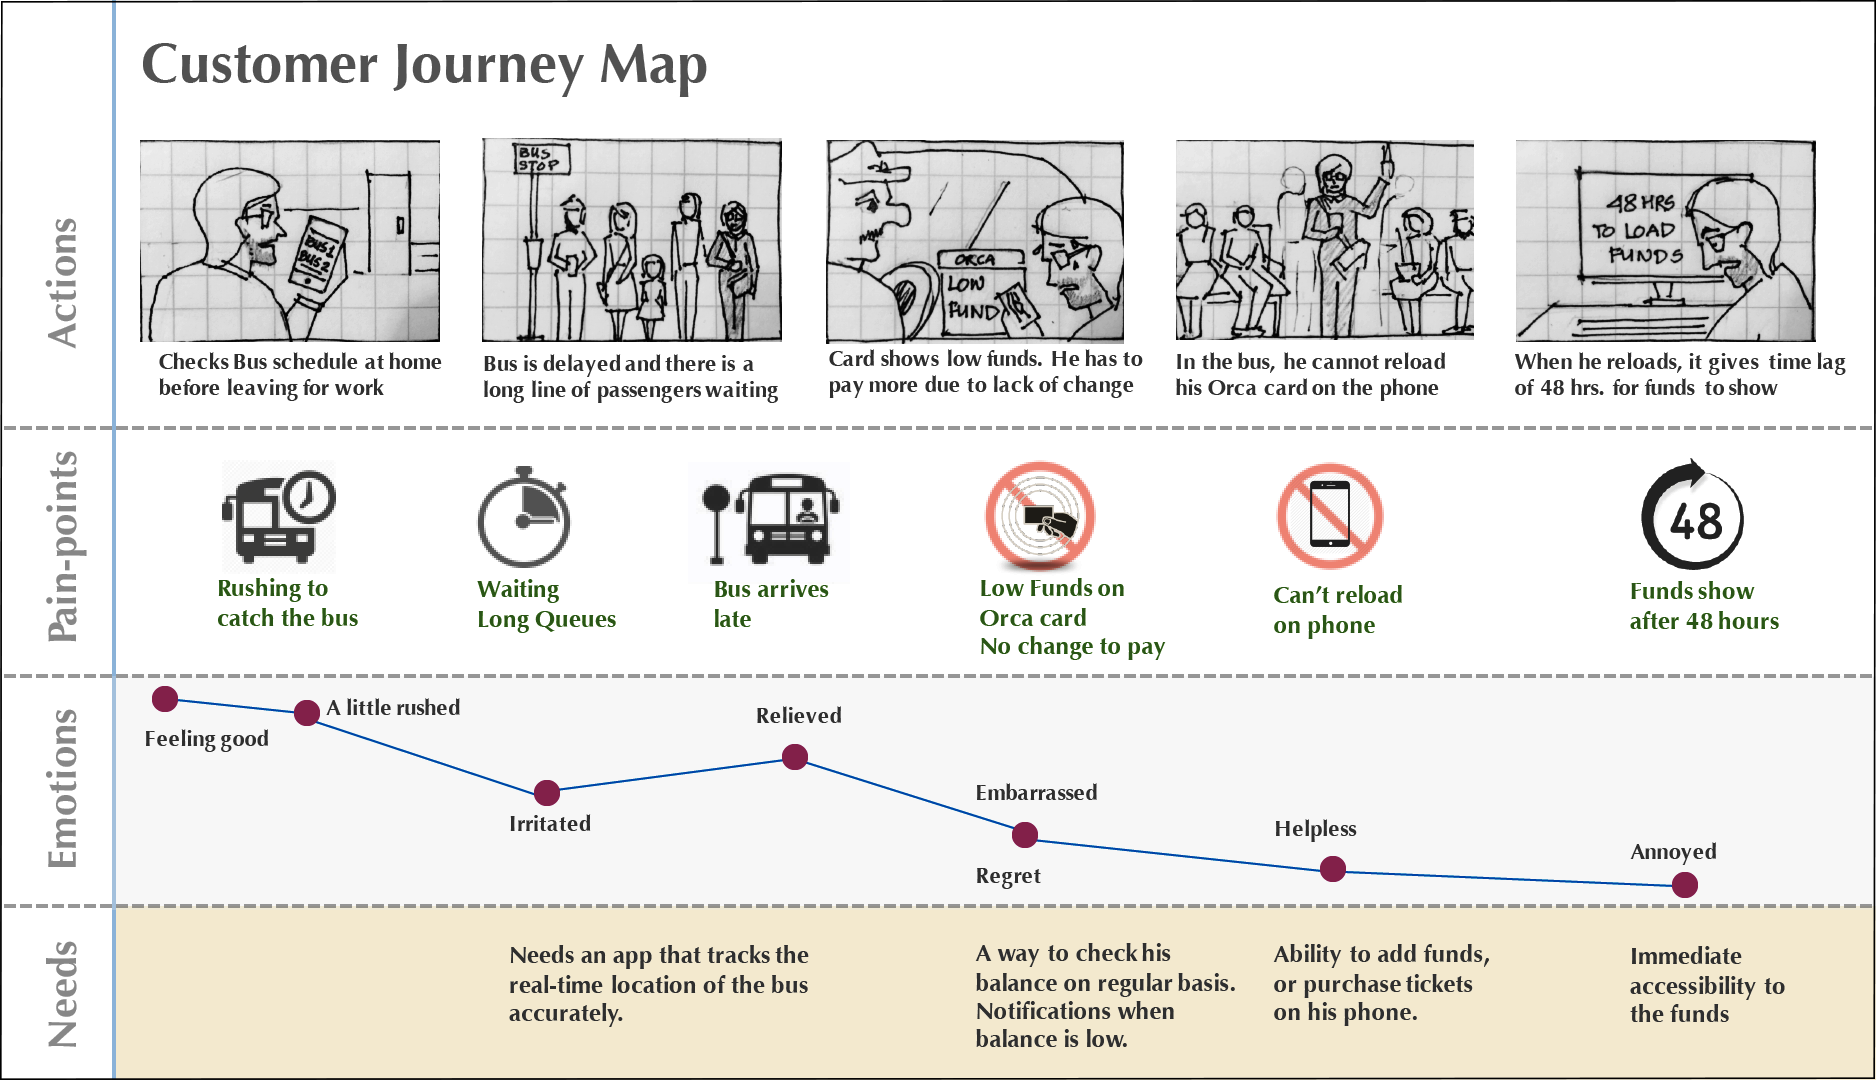 Customer Journey Map
Actions
BUS
STOP
BUS 1
BUS 2
ORCA
LOW
FUND
48 HRS
TO LOAD
FUNDS
Checks Bus schedule at home
before leaving for work
Bus is delayed and there is a
long line of passengers waiting
Card shows low funds. He has to
pay more due to lack of change
In the bus, he cannot reload
his Orca card on the phone
When he reloads, it gives time lag
of 48 hrs. for funds to show
Pain-points
48
Rushing to
catch the bus
Waiting
Long Queues
Bus arrives
late
Low Funds on
Orca card
No change to pay
Can't reload
on phone
Funds show
after 48 hours
Emotions
Feeling good
A little rushed
Irritated
Relieved
Embarrassed
Regret
Helpless
Annoyed
Needs
Needs an app that tracks the
real-time location of the bus
accurately.
A way to check his
balance on regular basis.
Notifications when
balance is low.
Ability to add funds,
or purchase tickets
on his phone.
Immediate
accessibility to
the funds